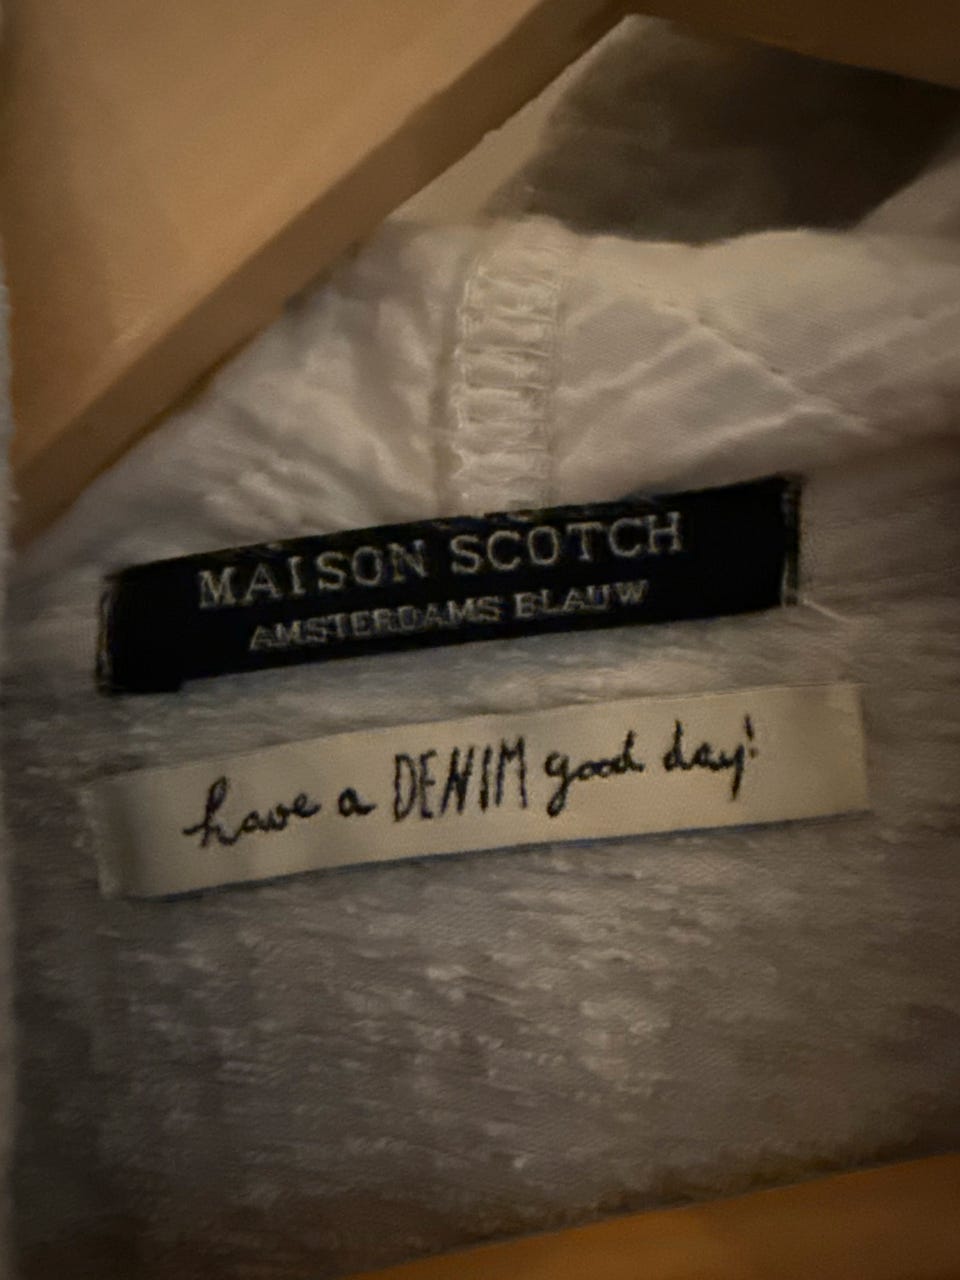 MAISON SCOTCH
AMSTERDAMS BLAUW
have a DENIM good day!